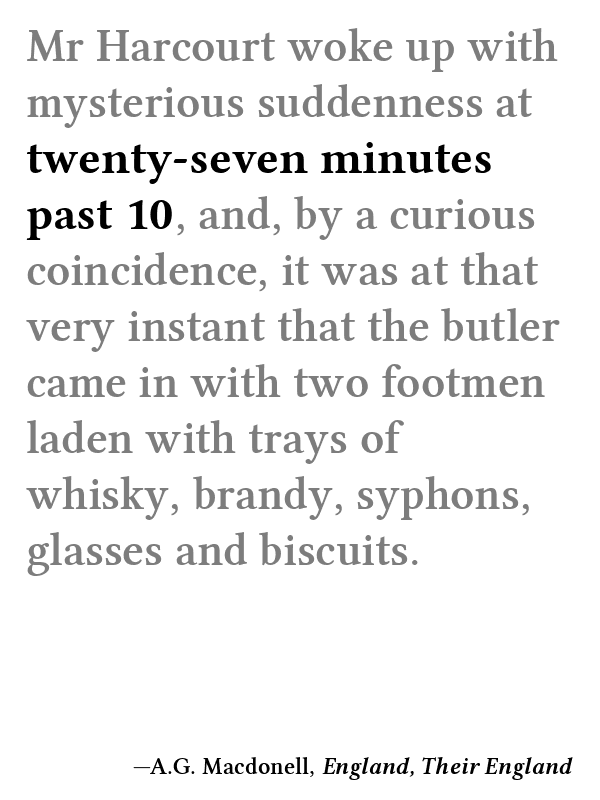 Mr Harcourt woke up with
mysterious suddenness at
twenty-seven minutes
past 10, and, by a curious
coincidence, it was at that
very instant that the butler
came in with two footmen
laden with trays of
whisky, brandy, syphons,
glasses and biscuits.
—A.G. Macdonell, England, Their England